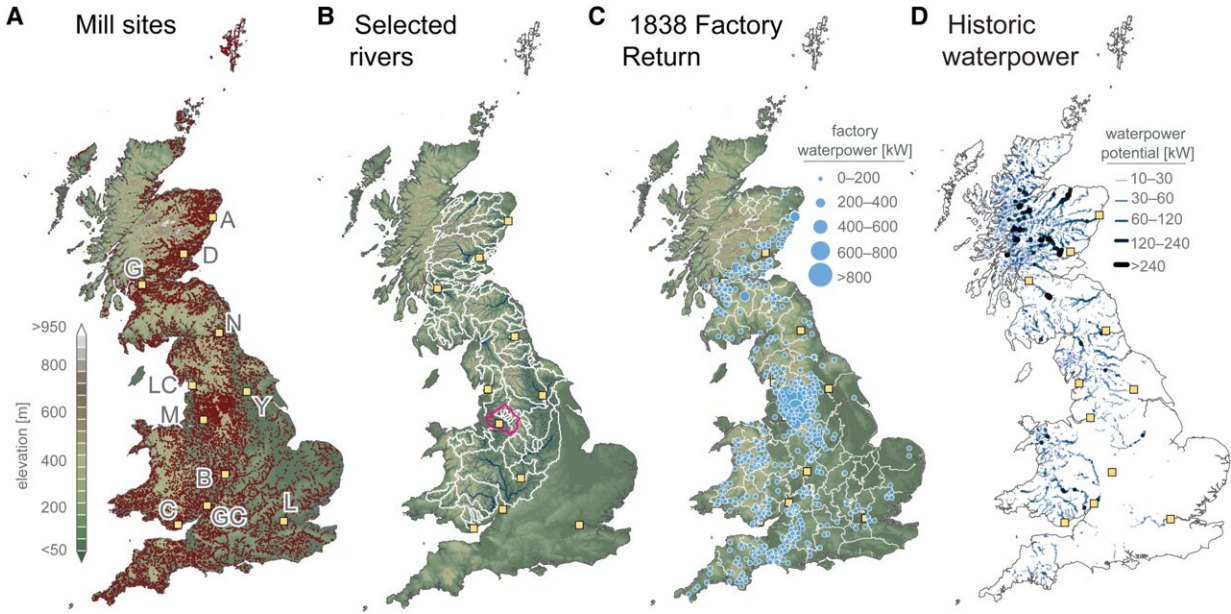 A Mill sites
B Selected
rivers
C 1838 Factory
Return
D Historic
waterpower
factory
waterpower [kW]
0–200
200–400
400–600
600–800
>800
waterpower
potential [kW]
10–30
30–60
60–120
120–240
>240
A
D
G
N
LC
Y
M
B
C
GC
L
elevation [m]
>950
800
600
400
200
<50